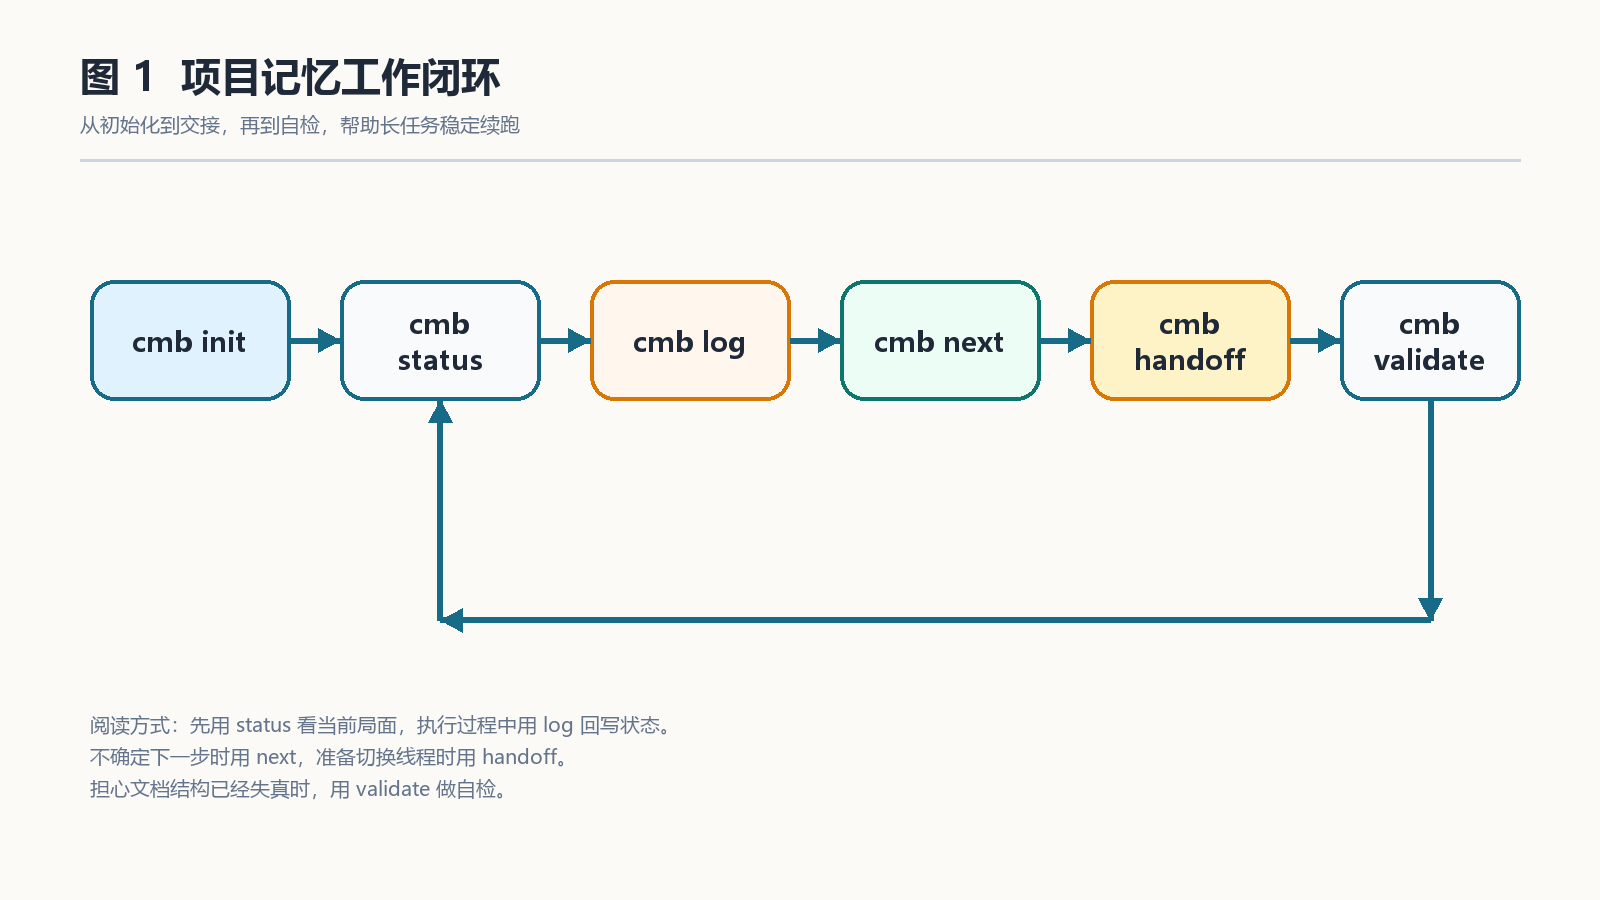 图 1 项目记忆工作闭环
从初始化到交接，再到自检，帮助长任务稳定续跑
cmb init
cmb
status
cmb log
cmb next
cmb
handoff
cmb
validate
阅读方式：先用 status 看当前局面，执行过程中用 log 回写状态。
不确定下一步时用 next，准备切换线程时用 handoff。
担心文档结构已经失真时，用 validate 做自检。